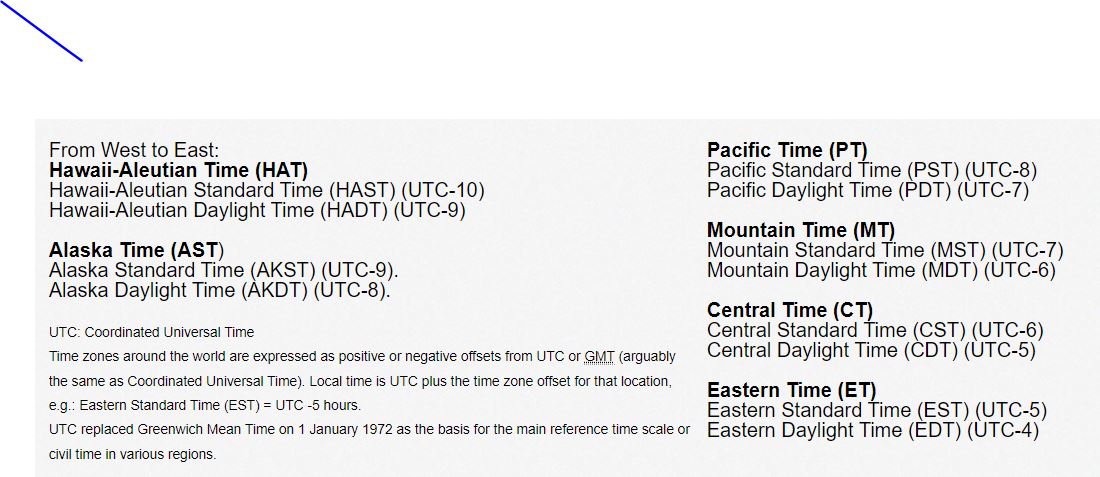 From West to East:
Hawaii-Aleutian Time (HAT)
Hawaii-Aleutian Standard Time (HAST) (UTC-10)
Hawaii-Aleutian Daylight Time (HADT) (UTC-9)
Alaska Time (AST)
Alaska Standard Time (AKST) (UTC-9).
Alaska Daylight Time (AKDT) (UTC-8).
UTC: Coordinated Universal Time
Time zones around the world are expressed as positive or negative offsets from UTC or GMT (arguably
the same as Coordinated Universal Time). Local time is UTC plus the time zone offset for that location,
e.g.: Eastern Standard Time (EST) = UTC -5 hours.
UTC replaced Greenwich Mean Time on 1 January 1972 as the basis for the main reference time scale or
civil time in various regions.
Pacific Time (PT)
Pacific Standard Time (PST) (UTC-8)
Pacific Daylight Time (PDT) (UTC-7)
Mountain Time (MT)
Mountain Standard Time (MST) (UTC-7)
Mountain Daylight Time (MDT) (UTC-6)
Central Time (CT)
Central Standard Time (CST) (UTC-6)
Central Daylight Time (CDT) (UTC-5)
Eastern Time (ET)
Eastern Standard Time (EST) (UTC-5)
Eastern Daylight Time (EDT) (UTC-4)